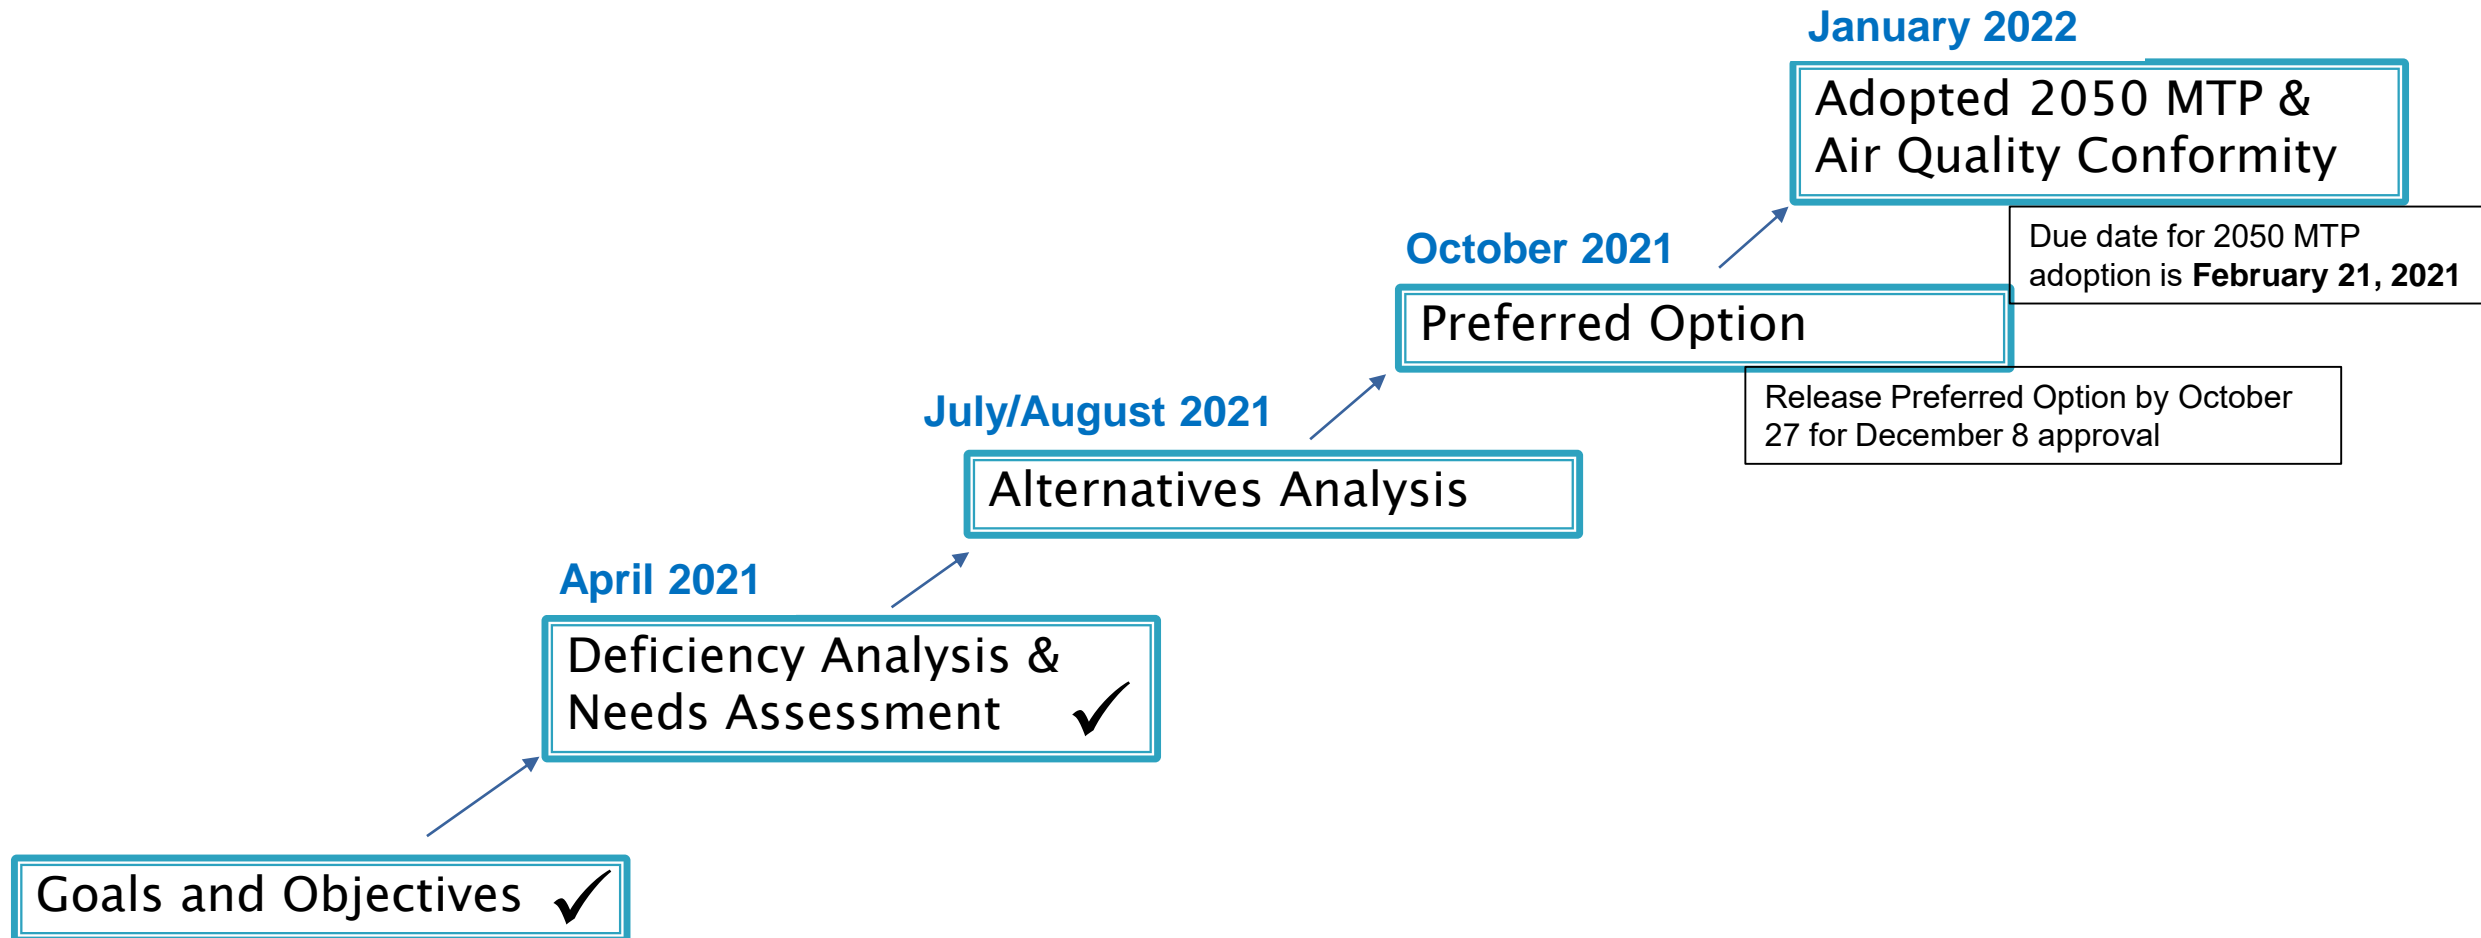 January 2022
Adopted 2050 MTP &
Air Quality Conformity
Due date for 2050 MTP
adoption is February 21, 2021
October 2021
Preferred Option
Release Preferred Option by October
27 for December 8 approval
July/August 2021
Alternatives Analysis
April 2021
Deficiency Analysis &
Needs Assessment ✓
Goals and Objectives ✓